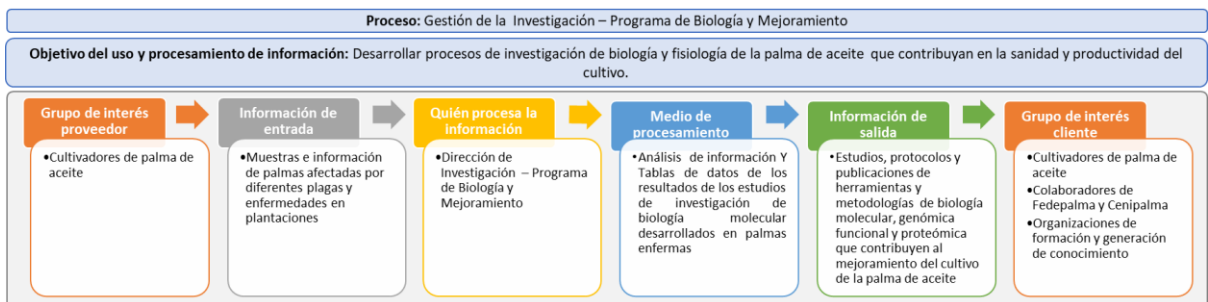 Proceso: Gestión de la Investigación – Programa de Biología y Mejoramiento
Objetivo del uso y procesamiento de información: Desarrollar procesos de investigación de biología y fisiología de la palma de aceite que contribuyan en la sanidad y productividad del
cultivo.
Grupo de interés
proveedor
•Cultivadores de palma de
aceite
Información de
entrada
•Muestras e información
de palmas afectadas por
diferentes plagas y
enfermedades en
plantaciones
Quién procesa la
información
•Dirección de
Investigación – Programa
de Biología y
Mejoramiento
Medio de
procesamiento
•Análisis de información Y
Tablas de datos de los
resultados de los estudios
de investigación de
biología molecular
desarrollados en palmas
enfermas
Información de
salida
•Estudios, protocolos y
publicaciones de
herramientas y
metodologías de biología
molecular, genómica
funcional y proteómica
que contribuyen al
mejoramiento del cultivo
de la palma de aceite
Grupo de interés
cliente
•Cultivadores de palma de
aceite
•Colaboradores de
Fedepalma y Cenipalma
•Organizaciones de
formación y generación
de conocimiento